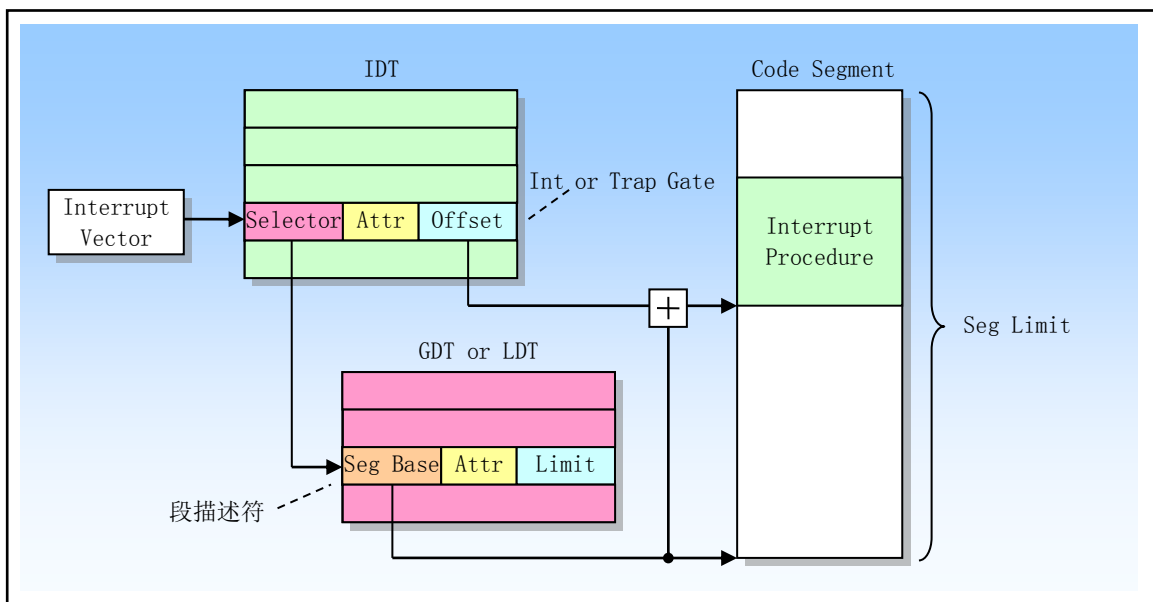 IDT
Code Segment
Int or Trap Gate
Interrupt
Vector
Selector
Attr
Offset
Interrupt
Procedure
+
Seg Limit
GDT or LDT
Seg Base
Attr
Limit
段描述符